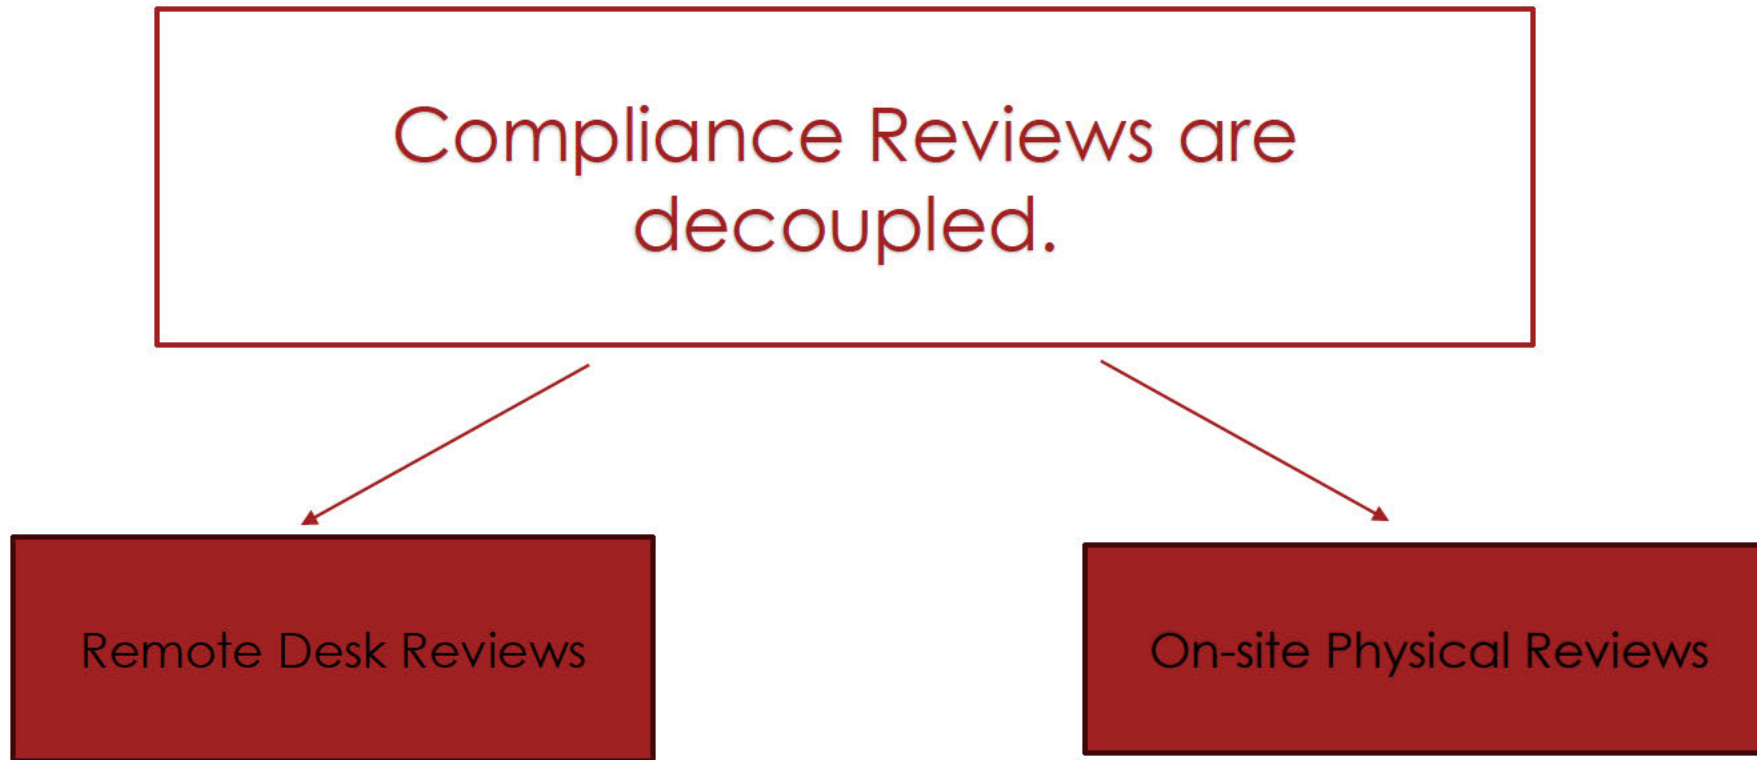 Compliance Reviews are
decoupled.
Remote Desk Reviews
On-site Physical Reviews